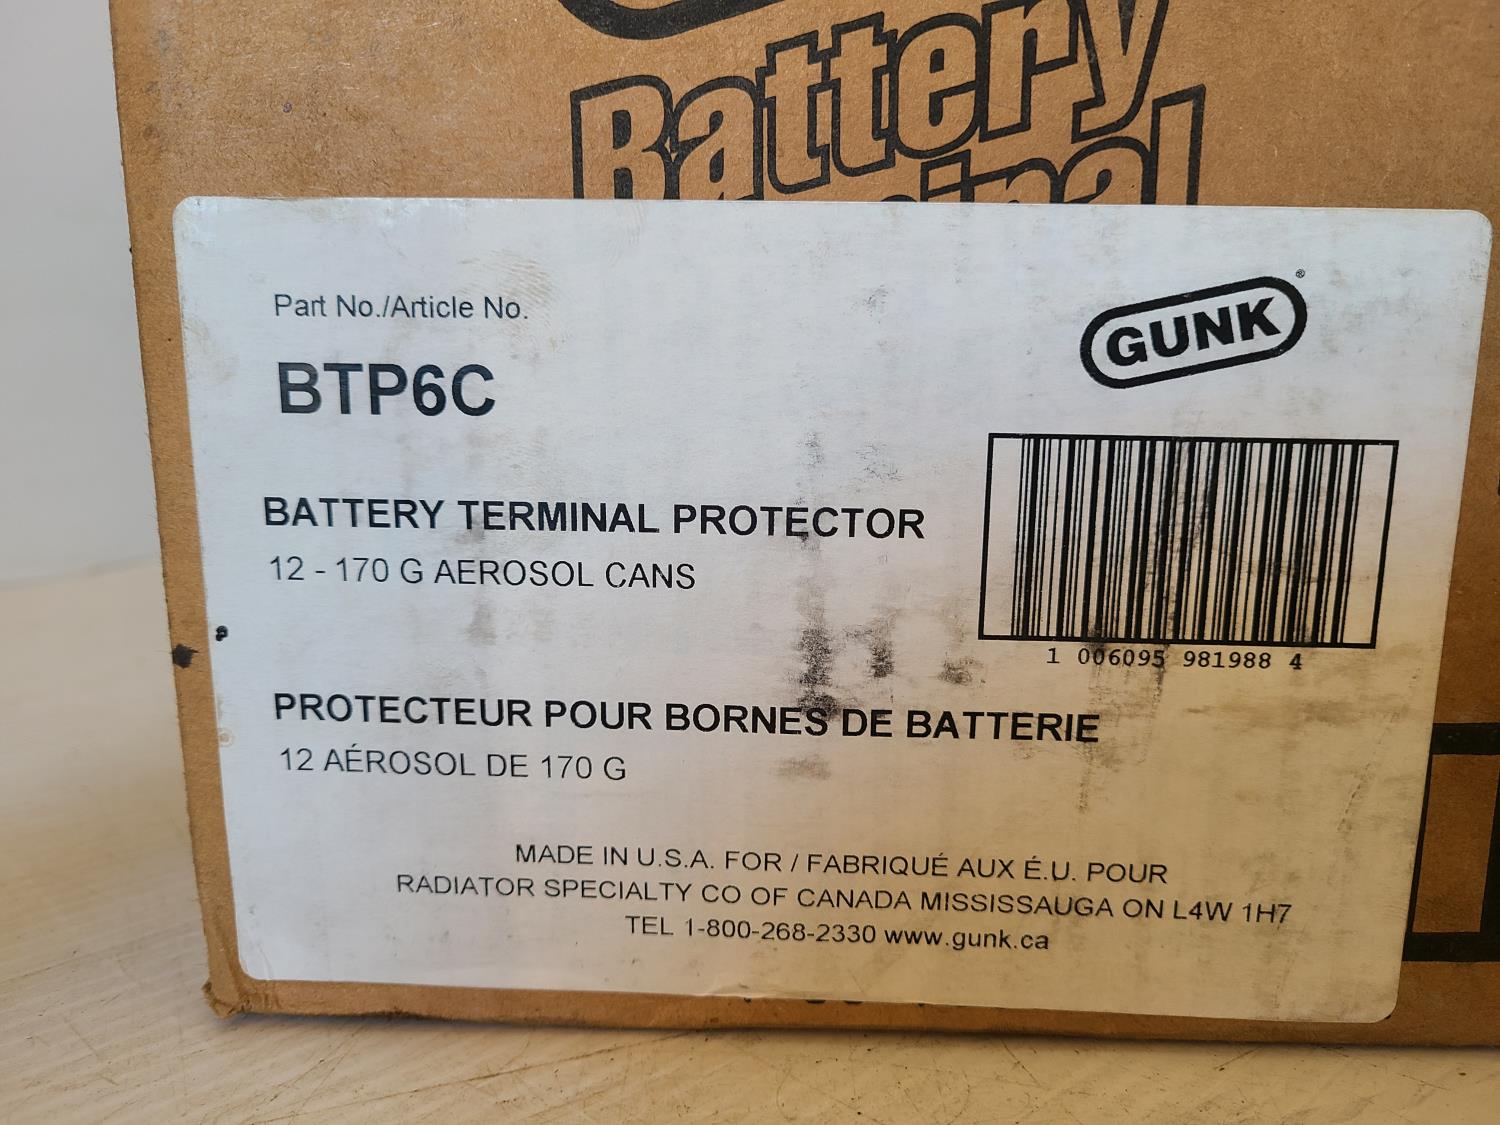 Battery
Part No./Article No.
GUNK®
BTP6C
BATTERY TERMINAL PROTECTOR
12 - 170 G AEROSOL CANS
1 006095 981988 4
PROTECTEUR POUR BORNES DE BATTERIE
12 AÉROSOL DE 170 G
MADE IN U.S.A. FOR / FABRIQUÉ AUX É.U. POUR
RADIATOR SPECIALTY CO OF CANADA MISSISSAUGA ON L4W 1H7
TEL 1-800-268-2330 www.gunk.ca